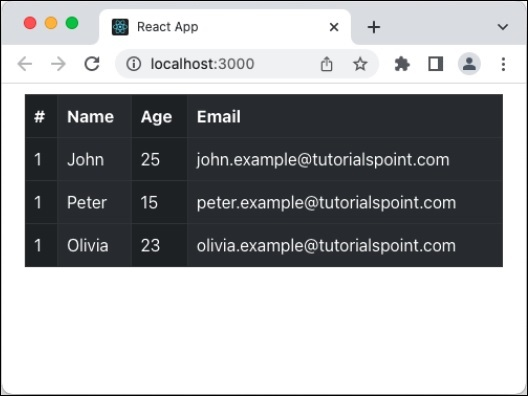 React App
localhost:3000
# Name Age Email
1 John 25 john.example@tutorialspoint.com
1 Peter 15 peter.example@tutorialspoint.com
1 Olivia 23 olivia.example@tutorialspoint.com